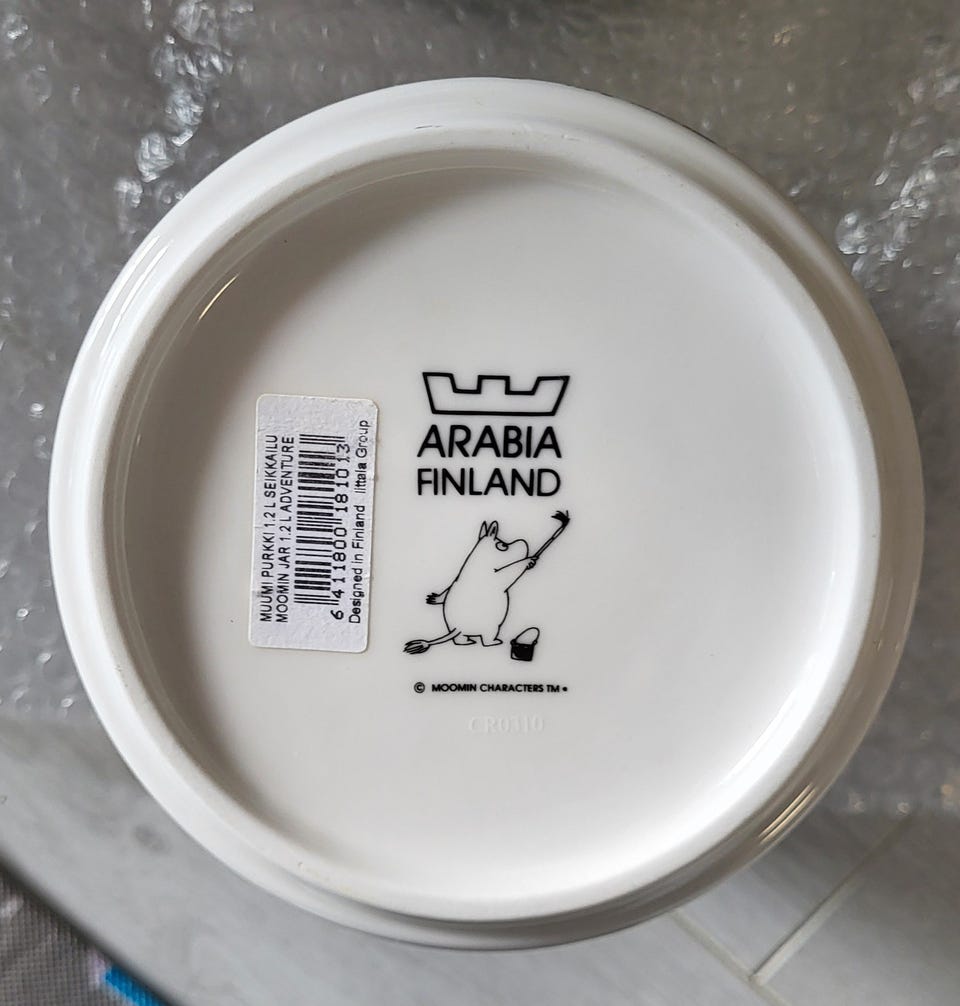 ARABIA
FINLAND
© MOOMIN CHARACTERS TM
CR0310
MUUMI PURKKI 1.2 L SEIKKAILU
MOOMIN JAR 1.2 L ADVENTURE
6 411800 181013
Designed in Finland Iittala Group